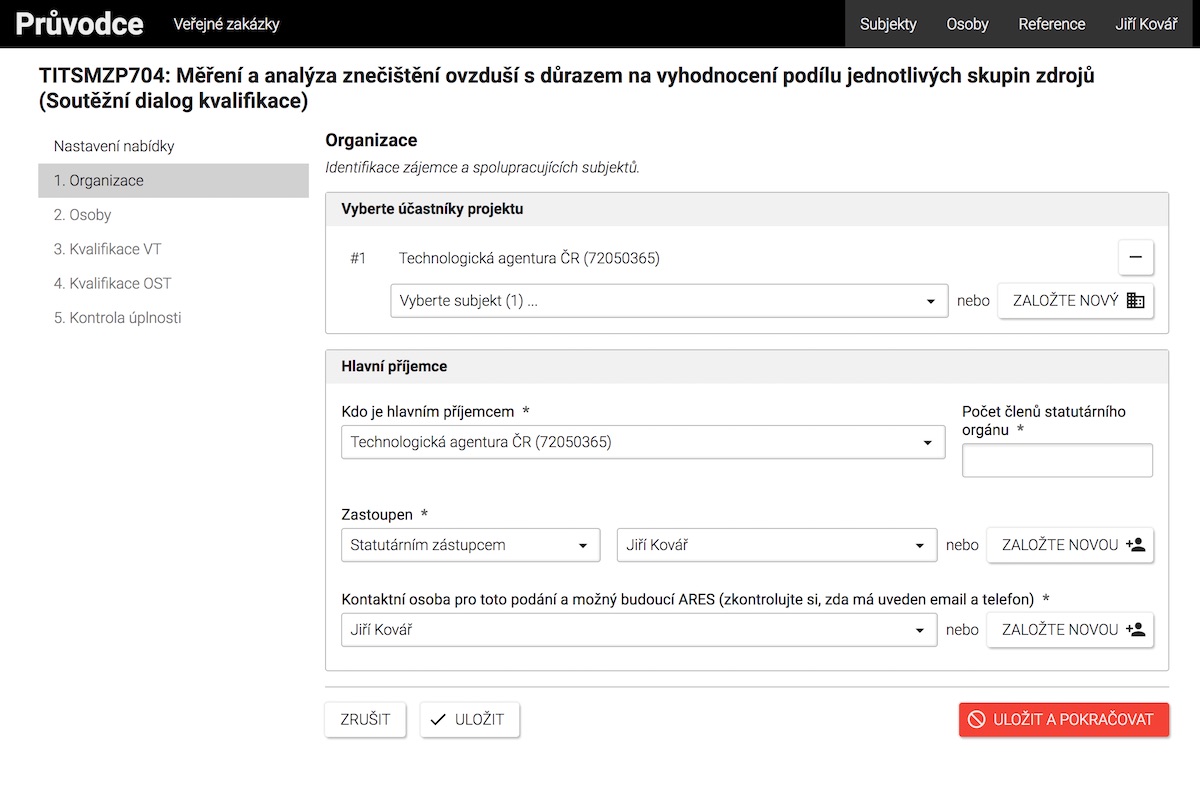 Průvodce Veřejné zakázky Subjekty Osoby Reference Jiří Kovář
TITSMZP704: Měření a analýza znečištění ovzduší s důrazem na vyhodnocení podílu jednotlivých skupin zdrojů
(Soutěžní dialog kvalifikace)
Nastavení nabídky
1. Organizace
2. Osoby
3. Kvalifikace VT
4. Kvalifikace OST
5. Kontrola úplnosti
Organizace
Identifikace zájemce a spolupracujících subjektů.
Vyberte účastníky projektu
#1 Technologická agentura ČR (72050365)
Vyberte subjekt (1) ... nebo ZALOŽTE NOVÝ
Hlavní příjemce
Kdo je hlavním příjemcem *
Technologická agentura ČR (72050365)
Počet členů statutárního
orgánu *
Zastoupen *
Statutárním zástupcem Jiří Kovář nebo ZALOŽTE NOVOU
Kontaktní osoba pro toto podání a možný budoucí ARES (zkontrolujte si, zda má uveden email a telefon) *
Jiří Kovář nebo ZALOŽTE NOVOU
ZRUŠIT ULOŽIT ULOŽIT A POKRAČOVAT